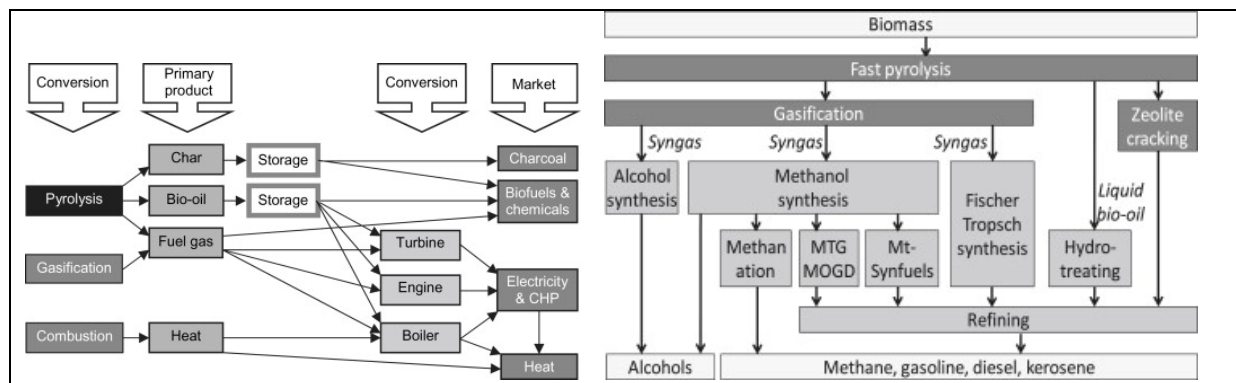 Conversion
Primary
product
Conversion
Market
Char
Storage
Charcoal
Pyrolysis
Bio-oil
Storage
Biofuels &
chemicals
Fuel gas
Turbine
Gasification
Engine
Electricity
& CHP
Combustion
Heat
Boiler
Heat
Biomass
Fast pyrolysis
Gasification
Zeolite
cracking
Syngas
Syngas
Syngas
Alcohol
synthesis
Methanol
synthesis
Fischer
Tropsch
synthesis
Liquid
bio-oil
Methan
ation
MTG
MOGD
Mt-
Synfuels
Hydro-
treating
Refining
Alcohols
Methane, gasoline, diesel, kerosene